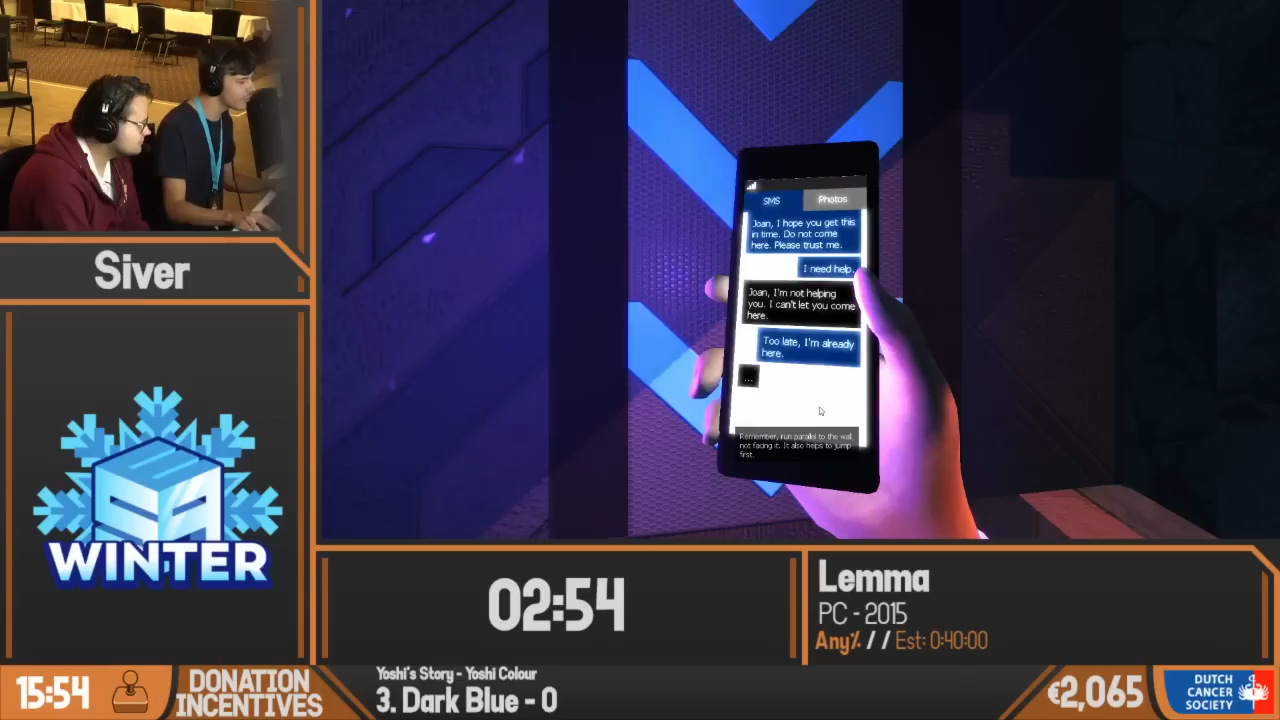 SMS
Photos
Joan, I hope you get this
in time. Do not come
here. Please trust me.
I need help.
Joan, I'm not helping
you. I can't let you come
here.
Too late, I'm already
here.
...
Remember, run parallel to the wall,
not facing it. It also helps to jump
first.
Siver
SA
WINTER
02:54
Lemma
PC - 2015
Any% / / Est: 0:40:00
15:54
DONATION
INCENTIVES
Yoshi's Story - Yoshi Colour
3. Dark Blue - 0
€2,065
DUTCH
CANCER
SOCIETY